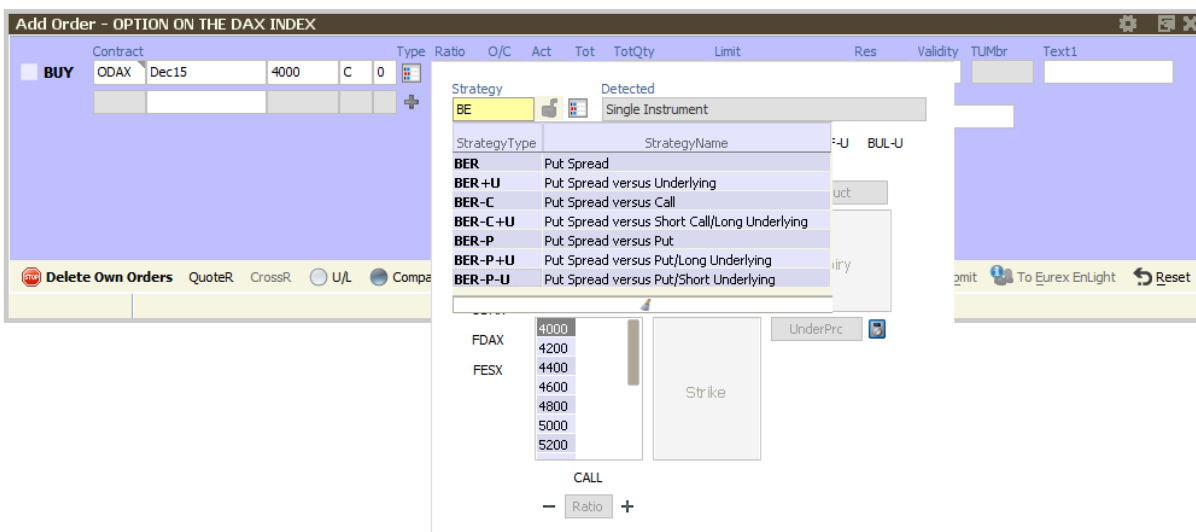 Add Order - OPTION ON THE DAX INDEX
Contract Type Ratio O/C Act Tot TotQty Limit Res Validity TUMbr Text1
BUY ODAX Dec15 4000 C 0
Strategy Detected
BE Single Instrument
StrategyType StrategyName
-U BUL-U
BER Put Spread
BER+U Put Spread versus Underlying
BER-C Put Spread versus Call
uct
BER-C+U Put Spread versus Short Call/Long Underlying
BER-P Put Spread versus Put
BER-P+U Put Spread versus Put/Long Underlying
iry
BER-P-U Put Spread versus Put/Short Underlying
STOP Delete Own Orders QuoteR CrossR U/L Compa
mit To Eurex EnLight Reset
4000
UnderPrc
FDAX
4200
FESX
4400
4600
Strike
4800
5000
5200
CALL
− Ratio +